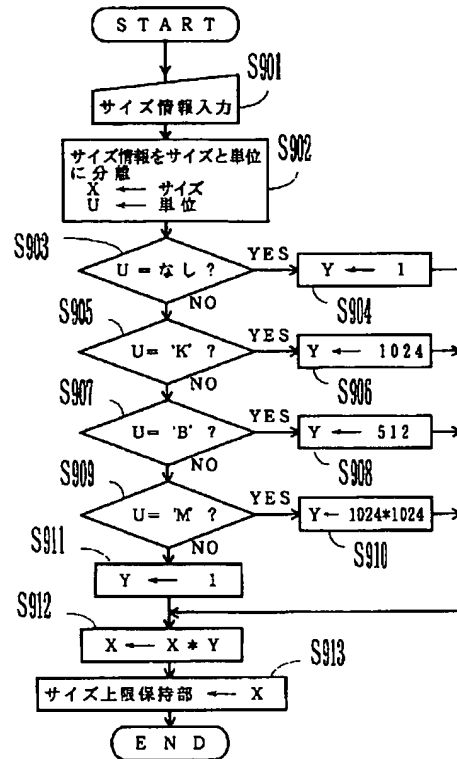 START
S901
サイズ情報入力
S902
サイズ情報をサイズと単位
に分離
X ← サイズ
U ← 単位
S903
U=なし?
YES
Y ← 1
S904
NO
S905
U='K'?
YES
Y ← 1024
S906
NO
S907
U='B'?
YES
Y ← 512
S908
NO
S909
U='M'?
YES
Y← 1024*1024
S910
NO
S911
Y ← 1
S912
X ← X * Y
S913
サイズ上限保持部 ← X
END